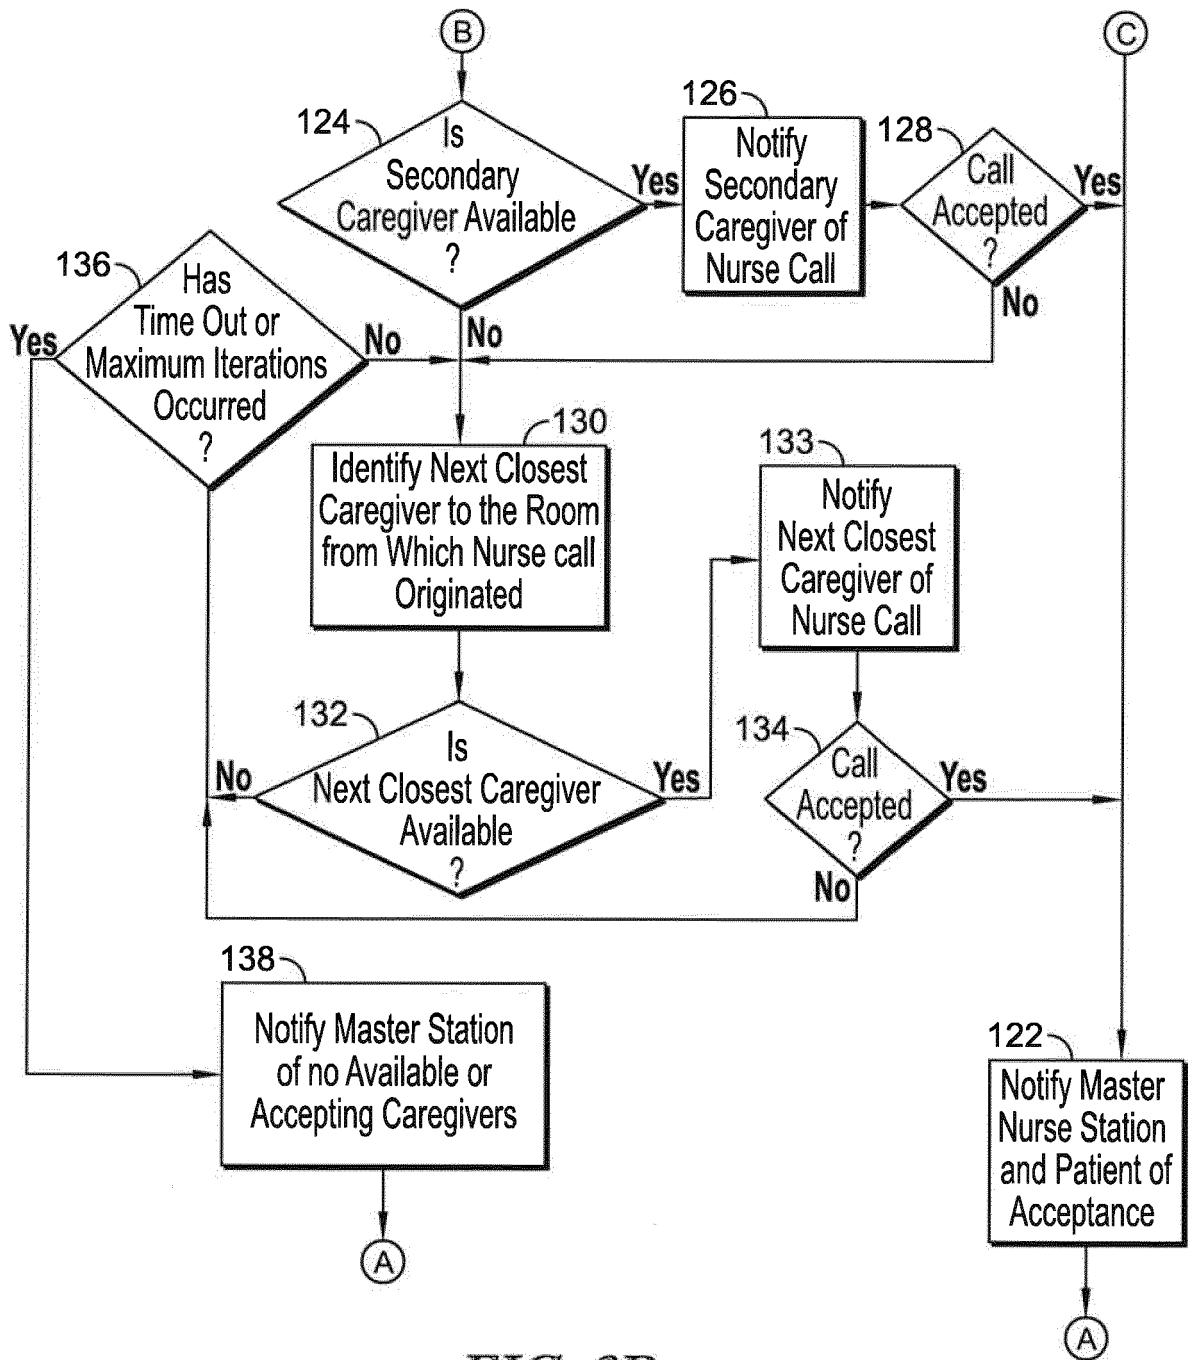 B
C
124
Is
Secondary
Caregiver Available
?
Yes
No
126
Notify
Secondary
Caregiver of
Nurse Call
128
Call
Accepted
?
Yes
No
136
Has
Time Out or
Maximum Iterations
Occurred
?
Yes
No
130
Identify Next Closest
Caregiver to the Room
from Which Nurse call
Originated
133
Notify
Next Closest
Caregiver of
Nurse Call
132
Is
Next Closest Caregiver
Available
?
No
Yes
134
Call
Accepted
?
Yes
No
138
Notify Master Station
of no Available or
Accepting Caregivers
A
122
Notify Master
Nurse Station
and Patient of
Acceptance
A